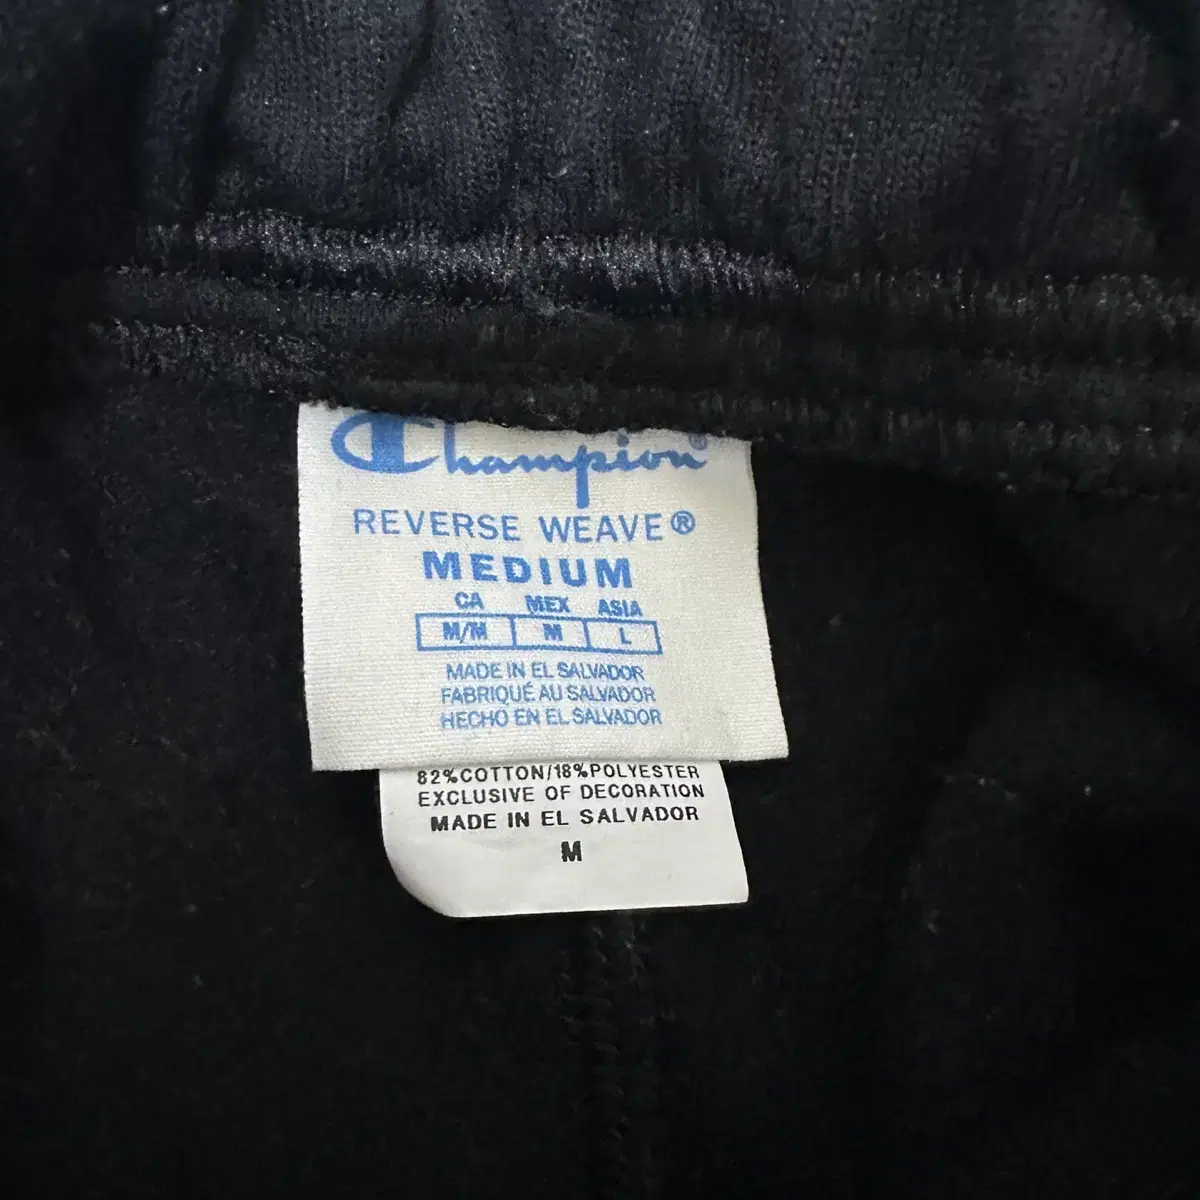 Champion®
REVERSE WEAVE®
MEDIUM
CA MEX ASIA
M/M M L
MADE IN EL SALVADOR
FABRIQUÉ AU SALVADOR
HECHO EN EL SALVADOR
82%COTTON/18%POLYESTER
EXCLUSIVE OF DECORATION
MADE IN EL SALVADOR
M